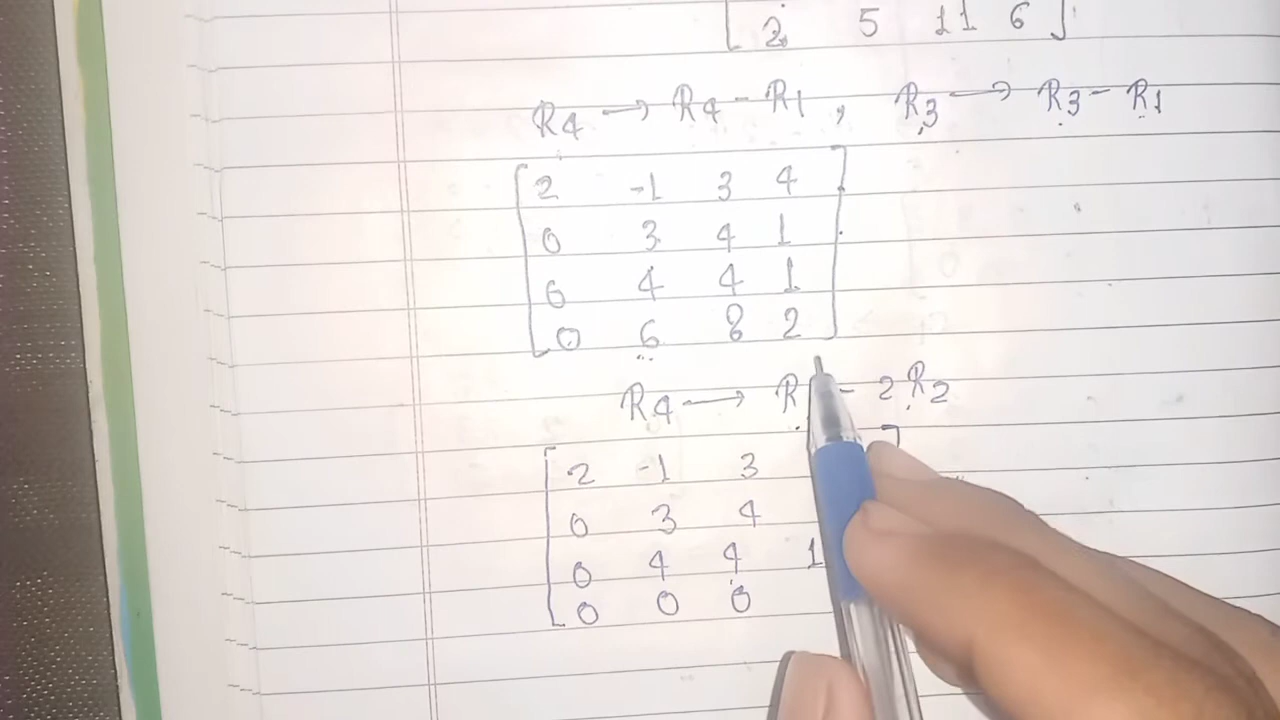 2 5 11 6
R4 → R4 - R1 , R3 → R3 - R1
2 -1 3 4
0 3 4 1
0 4 4 1
0 6 8 2
R4 → R - 2 R2
2 -1 3
0 3 4
0 4 4 1
0 0 0